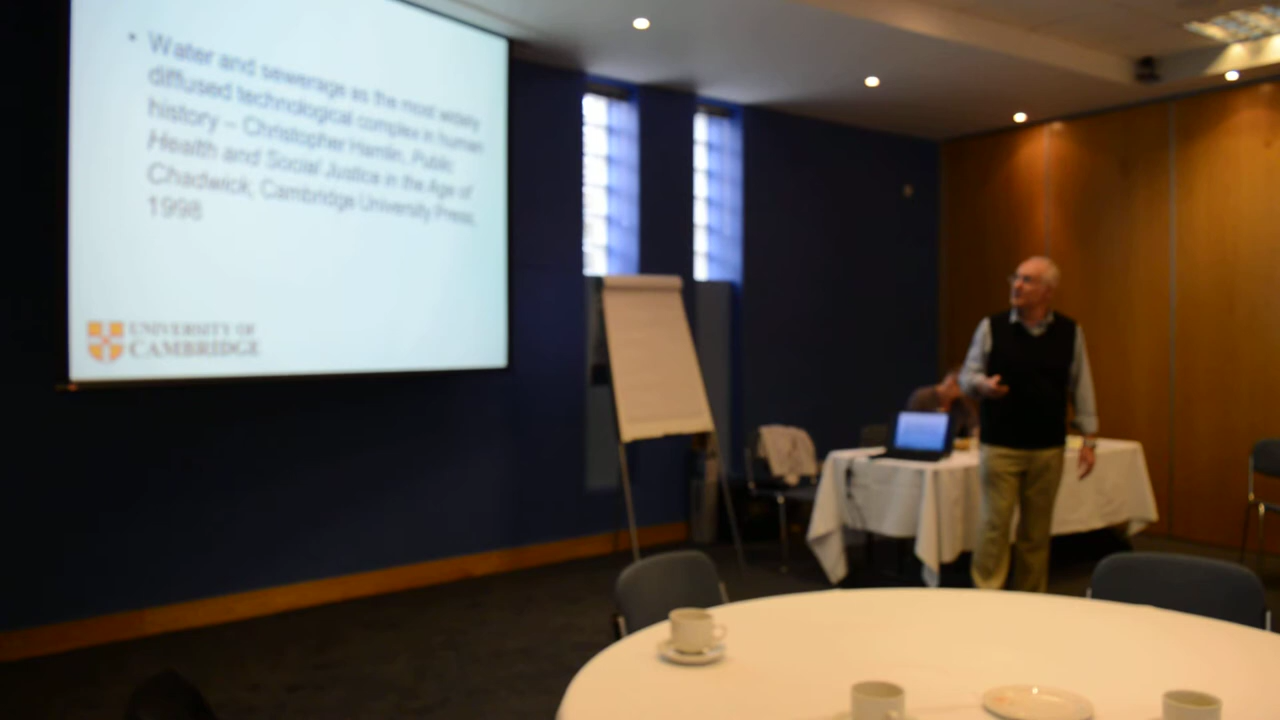 • Water and sewerage as the most widely
diffused technological complex in human
history – Christopher Hamlin, Public
Health and Social Justice in the Age of
Chadwick, Cambridge University Press,
1998
UNIVERSITY OF
CAMBRIDGE